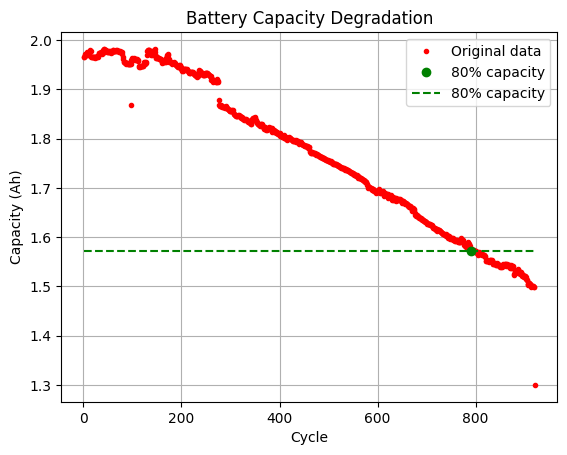 Battery Capacity Degradation
2.0
1.9
1.8
1.7
1.6
1.5
1.4
1.3
Capacity (Ah)
Original data
80% capacity
80% capacity
0
200
400
600
800
Cycle